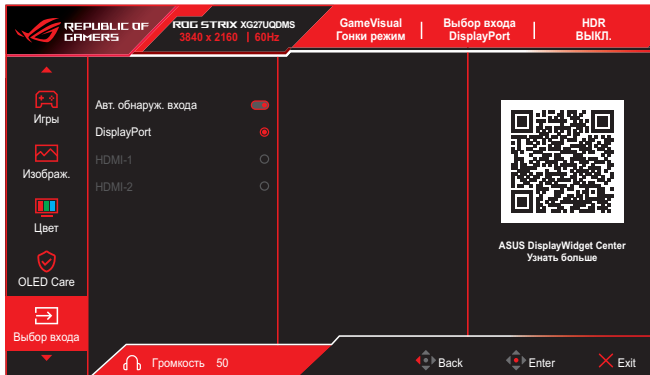 REPUBLIC OF
GAMERS
ROG STRIX XG27UQDMS
3840 x 2160 | 60Hz
GameVisual
Гонки режим
Выбор входа
DisplayPort
HDR
ВЫКЛ.
Игры
Изображ.
Цвет
OLED Care
Выбор входа
Авт. обнаруж. входа
DisplayPort
HDMI-1
HDMI-2
ASUS DisplayWidget Center
Узнать больше
Громкость 50
Back
Enter
Exit